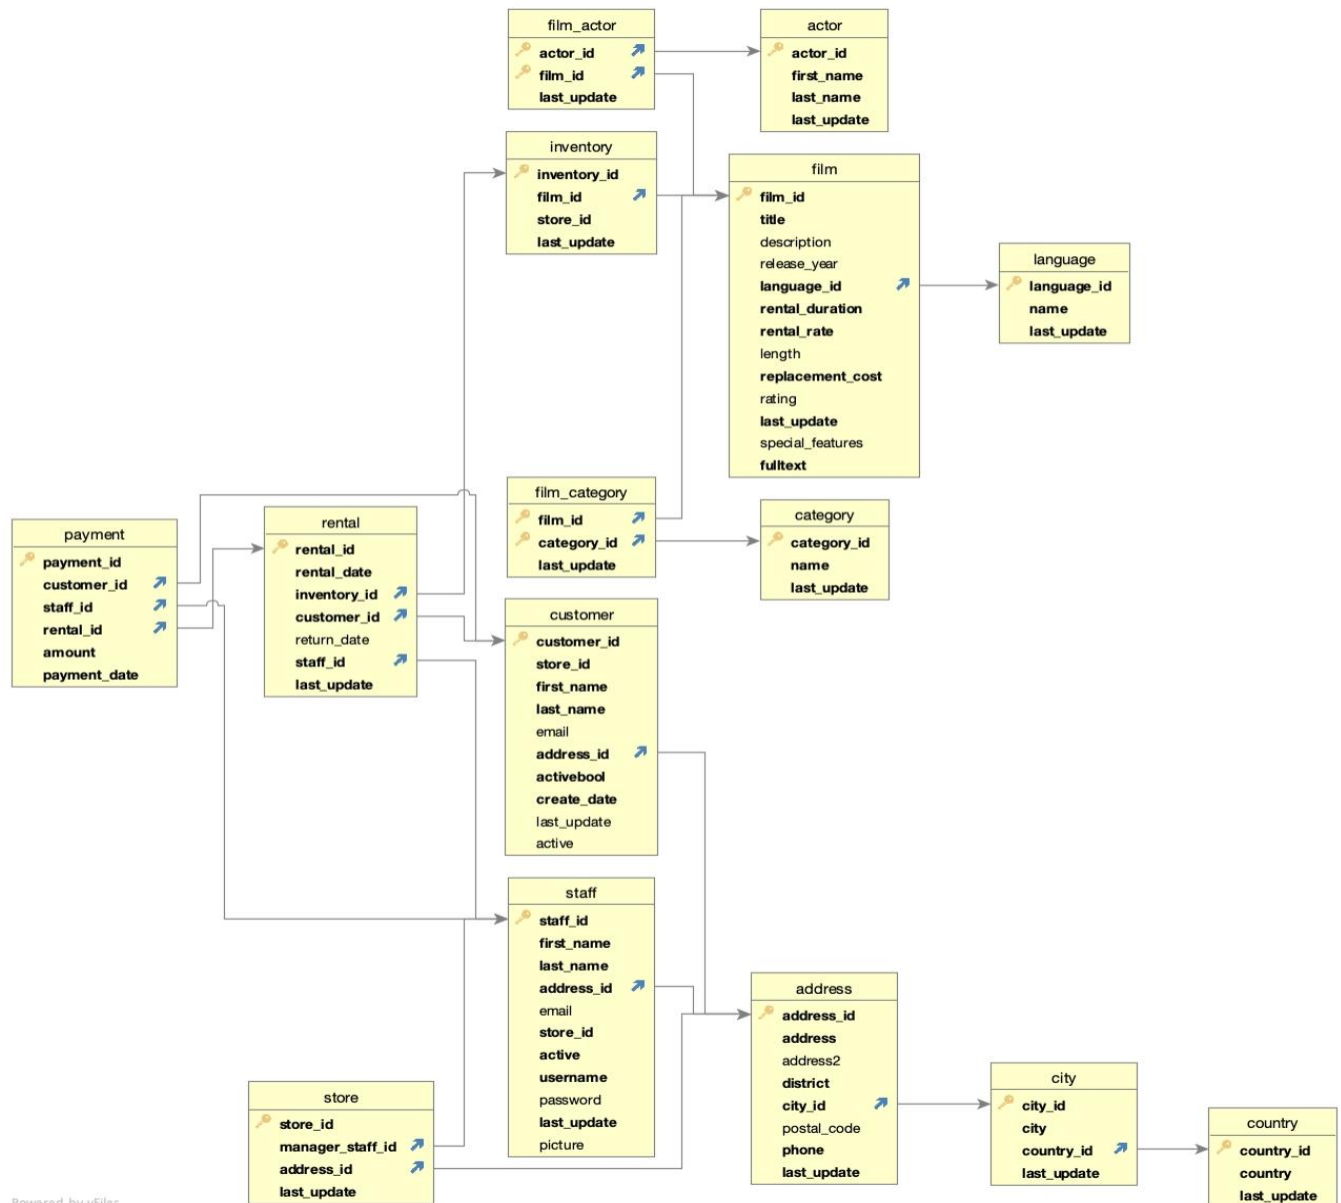 film_actor
actor_id
film_id
last_update
actor
actor_id
first_name
last_name
last_update
inventory
inventory_id
film_id
store_id
last_update
film
film_id
title
description
release_year
language_id
rental_duration
rental_rate
length
replacement_cost
rating
last_update
special_features
fulltext
language
language_id
name
last_update
film_category
film_id
category_id
last_update
category
category_id
name
last_update
payment
payment_id
customer_id
staff_id
rental_id
amount
payment_date
rental
rental_id
rental_date
inventory_id
customer_id
return_date
staff_id
last_update
customer
customer_id
store_id
first_name
last_name
email
address_id
activebool
create_date
last_update
active
staff
staff_id
first_name
last_name
address_id
email
store_id
active
username
password
last_update
picture
address
address_id
address
address2
district
city_id
postal_code
phone
last_update
store
store_id
manager_staff_id
address_id
last_update
city
city_id
city
country_id
last_update
country
country_id
country
last_update
Powered by yFiles